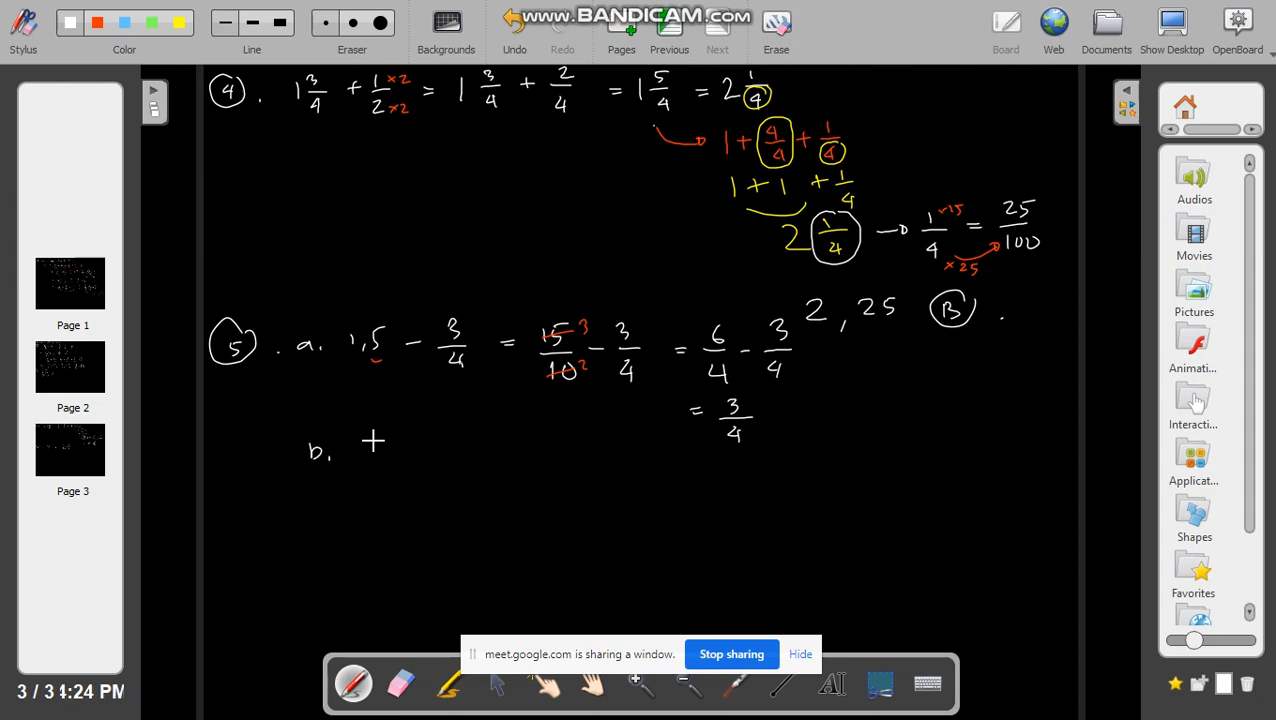 www.BANDICAM.com
Stylus Color Line Eraser Backgrounds Undo Redo Pages Previous Next Erase Board Web Documents Show Desktop OpenBoard
④. 1 3/4 + 1/2 ×2 ×2 = 1 3/4 + 2/4 = 1 5/4 = 2 1/4
1 + 4/4 + 1/4
1 + 1 + 1/4
2 1/4 → 1/4 ×25 = 25/100
2,25 Ⓑ.
⑤. a. 1,5 - 3/4 = 15/10 3 2 - 3/4 = 6/4 - 3/4
= 3/4
b.
Page 1
Page 2
Page 3
Audios
Movies
Pictures
Animati...
Interacti...
Applicat...
Shapes
Favorites
meet.google.com is sharing a window. Stop sharing Hide
3 / 3 4:24 PM